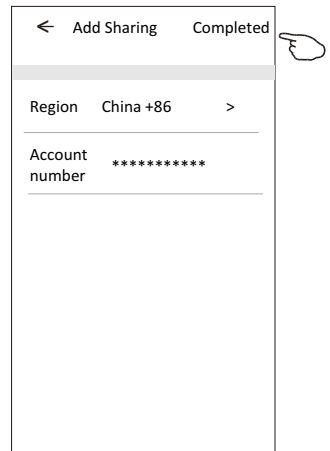 ← Add Sharing Completed
Region China +86 >
Account
number ***********